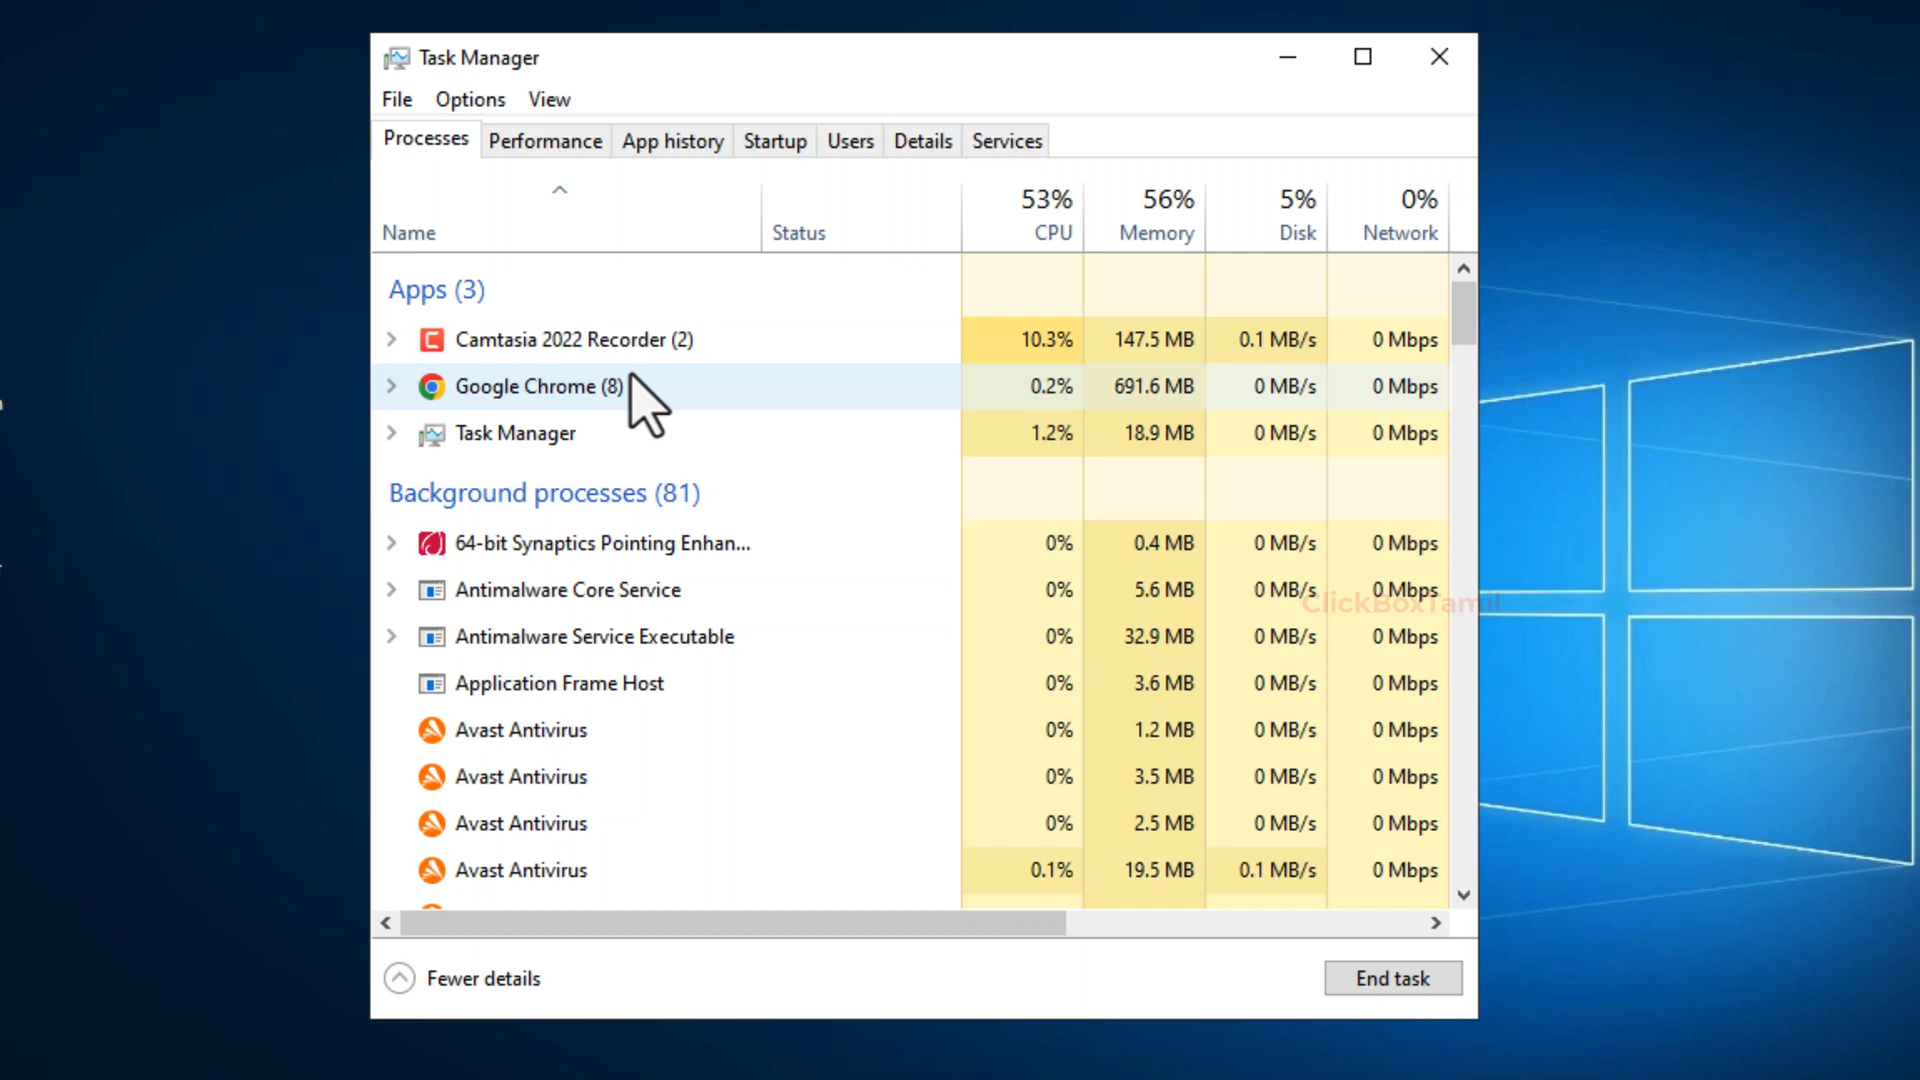 Task Manager
File Options View
Processes Performance App history Startup Users Details Services
53% 56% 5% 0%
Name Status CPU Memory Disk Network
Apps (3)
Camtasia 2022 Recorder (2) 10.3% 147.5 MB 0.1 MB/s 0 Mbps
Google Chrome (8) 0.2% 691.6 MB 0 MB/s 0 Mbps
Task Manager 1.2% 18.9 MB 0 MB/s 0 Mbps
Background processes (81)
64-bit Synaptics Pointing Enhan... 0% 0.4 MB 0 MB/s 0 Mbps
Antimalware Core Service 0% 5.6 MB 0 MB/s 0 Mbps
ClickBoxTamil
Antimalware Service Executable 0% 32.9 MB 0 MB/s 0 Mbps
Application Frame Host 0% 3.6 MB 0 MB/s 0 Mbps
Avast Antivirus 0% 1.2 MB 0 MB/s 0 Mbps
Avast Antivirus 0% 3.5 MB 0 MB/s 0 Mbps
Avast Antivirus 0% 2.5 MB 0 MB/s 0 Mbps
Avast Antivirus 0.1% 19.5 MB 0.1 MB/s 0 Mbps
Fewer details End task